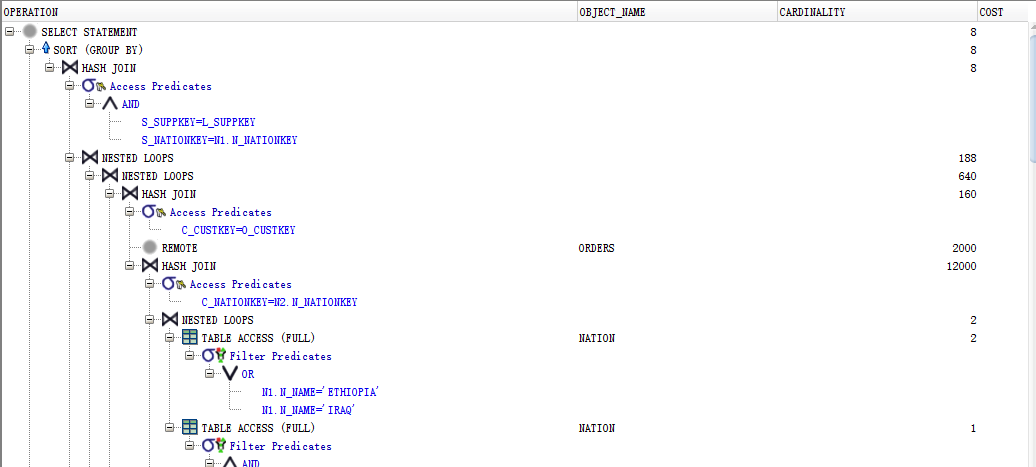 OPERATION OBJECT_NAME CARDINALITY COST
SELECT STATEMENT 8
SORT (GROUP BY) 8
HASH JOIN 8
Access Predicates
AND
S_SUPPKEY=L_SUPPKEY
S_NATIONKEY=N1.N_NATIONKEY
NESTED LOOPS 188
NESTED LOOPS 640
HASH JOIN 160
Access Predicates
C_CUSTKEY=O_CUSTKEY
REMOTE ORDERS 2000
HASH JOIN 12000
Access Predicates
C_NATIONKEY=N2.N_NATIONKEY
NESTED LOOPS 2
TABLE ACCESS (FULL) NATION 2
Filter Predicates
OR
N1.N_NAME='ETHIOPIA'
N1.N_NAME='IRAQ'
TABLE ACCESS (FULL) NATION 1
Filter Predicates
AND